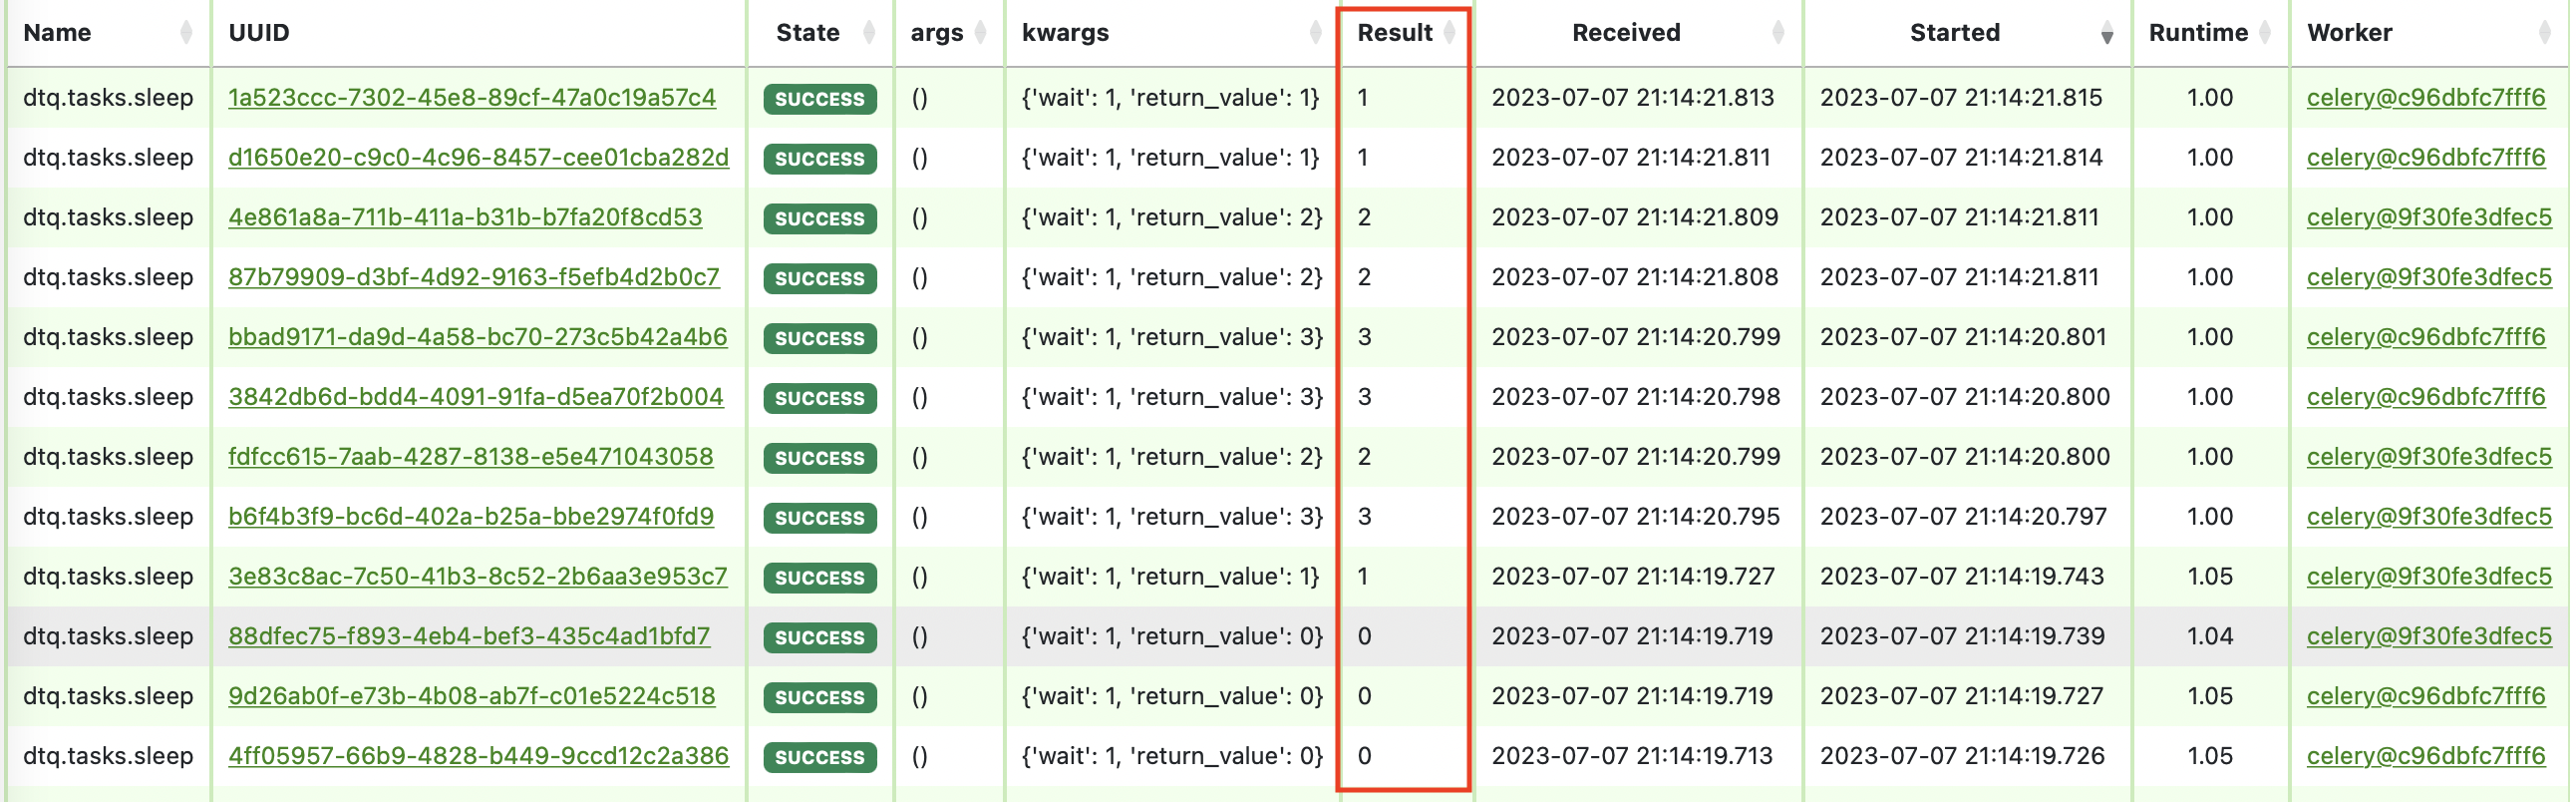 Name UUID State args kwargs Result Received Started Runtime Worker
dtq.tasks.sleep 1a523ccc-7302-45e8-89cf-47a0c19a57c4 SUCCESS () {'wait': 1, 'return_value': 1} 1 2023-07-07 21:14:21.813 2023-07-07 21:14:21.815 1.00 celery@c96dbfc7fff6
dtq.tasks.sleep d1650e20-c9c0-4c96-8457-cee01cba282d SUCCESS () {'wait': 1, 'return_value': 1} 1 2023-07-07 21:14:21.811 2023-07-07 21:14:21.814 1.00 celery@c96dbfc7fff6
dtq.tasks.sleep 4e861a8a-711b-411a-b31b-b7fa20f8cd53 SUCCESS () {'wait': 1, 'return_value': 2} 2 2023-07-07 21:14:21.809 2023-07-07 21:14:21.811 1.00 celery@9f30fe3dfec5
dtq.tasks.sleep 87b79909-d3bf-4d92-9163-f5efb4d2b0c7 SUCCESS () {'wait': 1, 'return_value': 2} 2 2023-07-07 21:14:21.808 2023-07-07 21:14:21.811 1.00 celery@9f30fe3dfec5
dtq.tasks.sleep bbad9171-da9d-4a58-bc70-273c5b42a4b6 SUCCESS () {'wait': 1, 'return_value': 3} 3 2023-07-07 21:14:20.799 2023-07-07 21:14:20.801 1.00 celery@c96dbfc7fff6
dtq.tasks.sleep 3842db6d-bdd4-4091-91fa-d5ea70f2b004 SUCCESS () {'wait': 1, 'return_value': 3} 3 2023-07-07 21:14:20.798 2023-07-07 21:14:20.800 1.00 celery@c96dbfc7fff6
dtq.tasks.sleep fdfcc615-7aab-4287-8138-e5e471043058 SUCCESS () {'wait': 1, 'return_value': 2} 2 2023-07-07 21:14:20.799 2023-07-07 21:14:20.800 1.00 celery@9f30fe3dfec5
dtq.tasks.sleep b6f4b3f9-bc6d-402a-b25a-bbe2974f0fd9 SUCCESS () {'wait': 1, 'return_value': 3} 3 2023-07-07 21:14:20.795 2023-07-07 21:14:20.797 1.00 celery@9f30fe3dfec5
dtq.tasks.sleep 3e83c8ac-7c50-41b3-8c52-2b6aa3e953c7 SUCCESS () {'wait': 1, 'return_value': 1} 1 2023-07-07 21:14:19.727 2023-07-07 21:14:19.743 1.05 celery@9f30fe3dfec5
dtq.tasks.sleep 88dfec75-f893-4eb4-bef3-435c4ad1bfd7 SUCCESS () {'wait': 1, 'return_value': 0} 0 2023-07-07 21:14:19.719 2023-07-07 21:14:19.739 1.04 celery@9f30fe3dfec5
dtq.tasks.sleep 9d26ab0f-e73b-4b08-ab7f-c01e5224c518 SUCCESS () {'wait': 1, 'return_value': 0} 0 2023-07-07 21:14:19.719 2023-07-07 21:14:19.727 1.05 celery@c96dbfc7fff6
dtq.tasks.sleep 4ff05957-66b9-4828-b449-9ccd12c2a386 SUCCESS () {'wait': 1, 'return_value': 0} 0 2023-07-07 21:14:19.713 2023-07-07 21:14:19.726 1.05 celery@c96dbfc7fff6